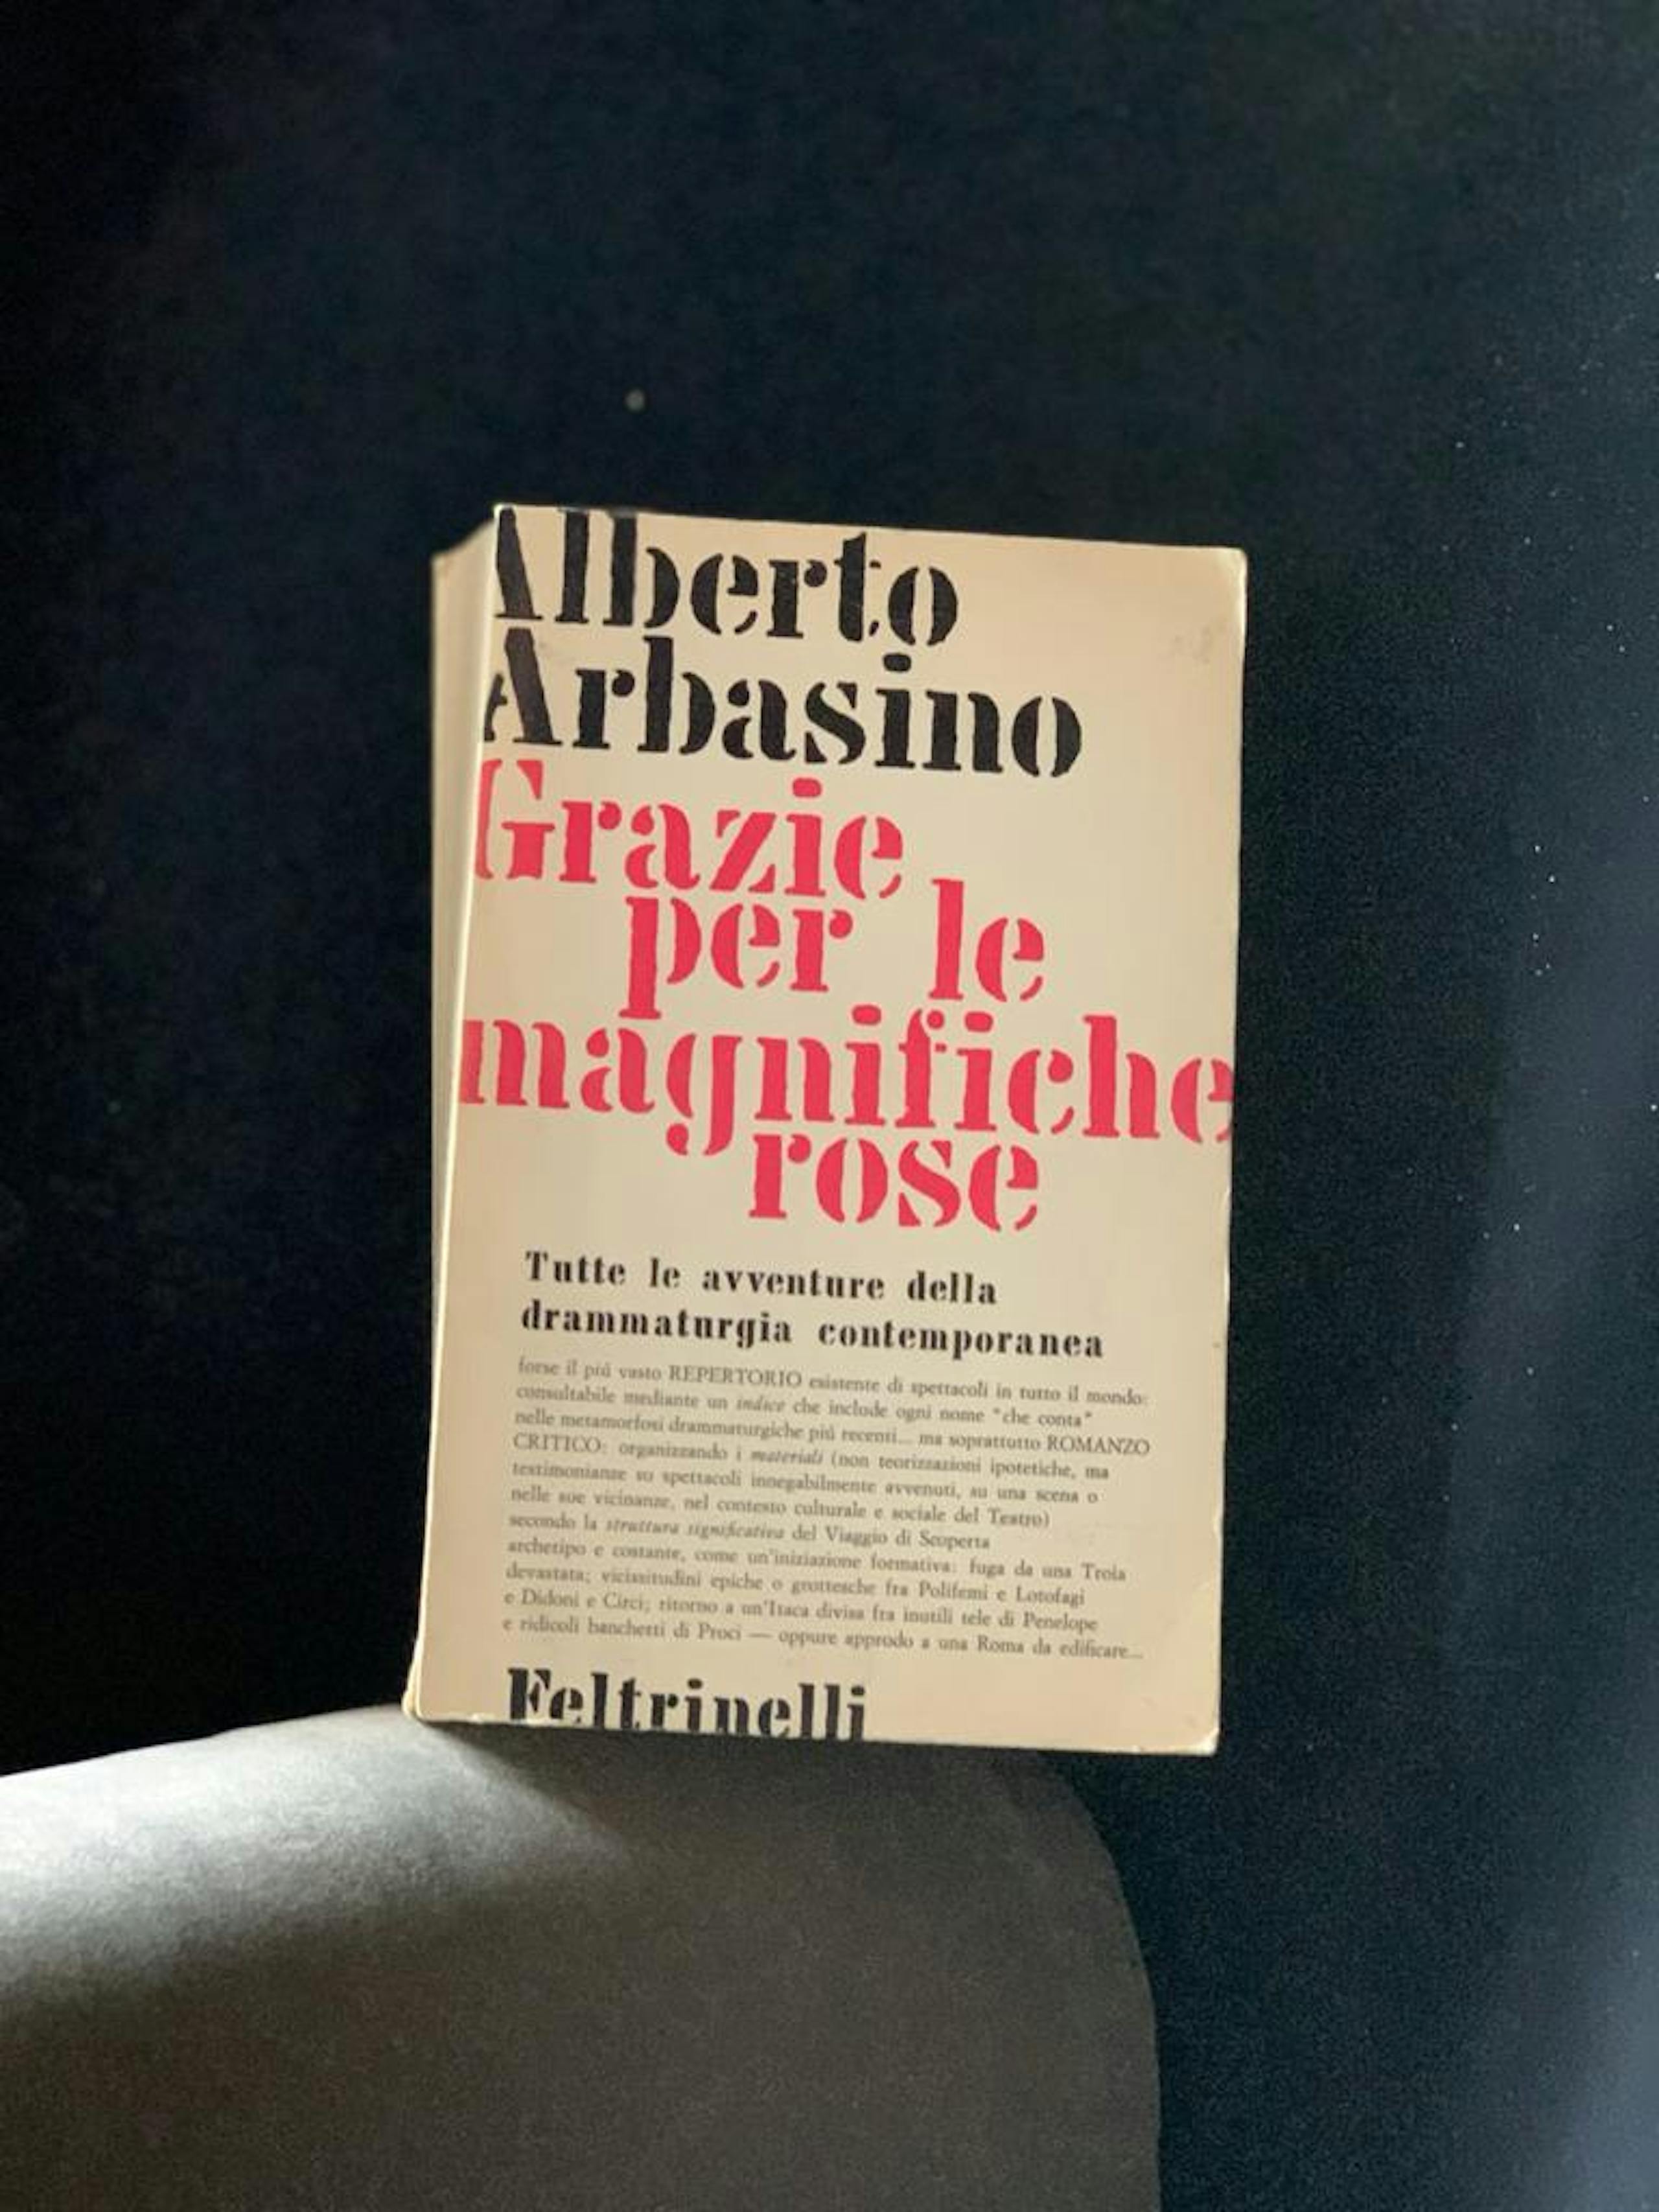 Alberto
Arbasino
Grazie
per le
magnifiche
rose
Tutte le avventure della
drammaturgia contemporanea
forse il piú vasto REPERTORIO esistente di spettacoli in tutto il mondo:
consultabile mediante un indice che include ogni nome "che conta"
nelle metamorfosi drammaturgiche piú recenti... ma soprattutto ROMANZO
CRITICO: organizzando i materiali (non teorizzazioni ipotetiche, ma
testimonianze su spettacoli innegabilmente avvenuti, su una scena o
nelle sue vicinanze, nel contesto culturale e sociale del Teatro)
secondo la struttura significativa del Viaggio di Scoperta
archetipo e costante, come un'iniziazione formativa: fuga da una Troia
devastata; vicissitudini epiche o grottesche fra Polifemi e Lotofagi
e Didoni e Circi; ritorno a un'Itaca divisa fra inutili tele di Penelope
e ridicoli banchetti di Proci — oppure approdo a una Roma da edificare...
Feltrinelli